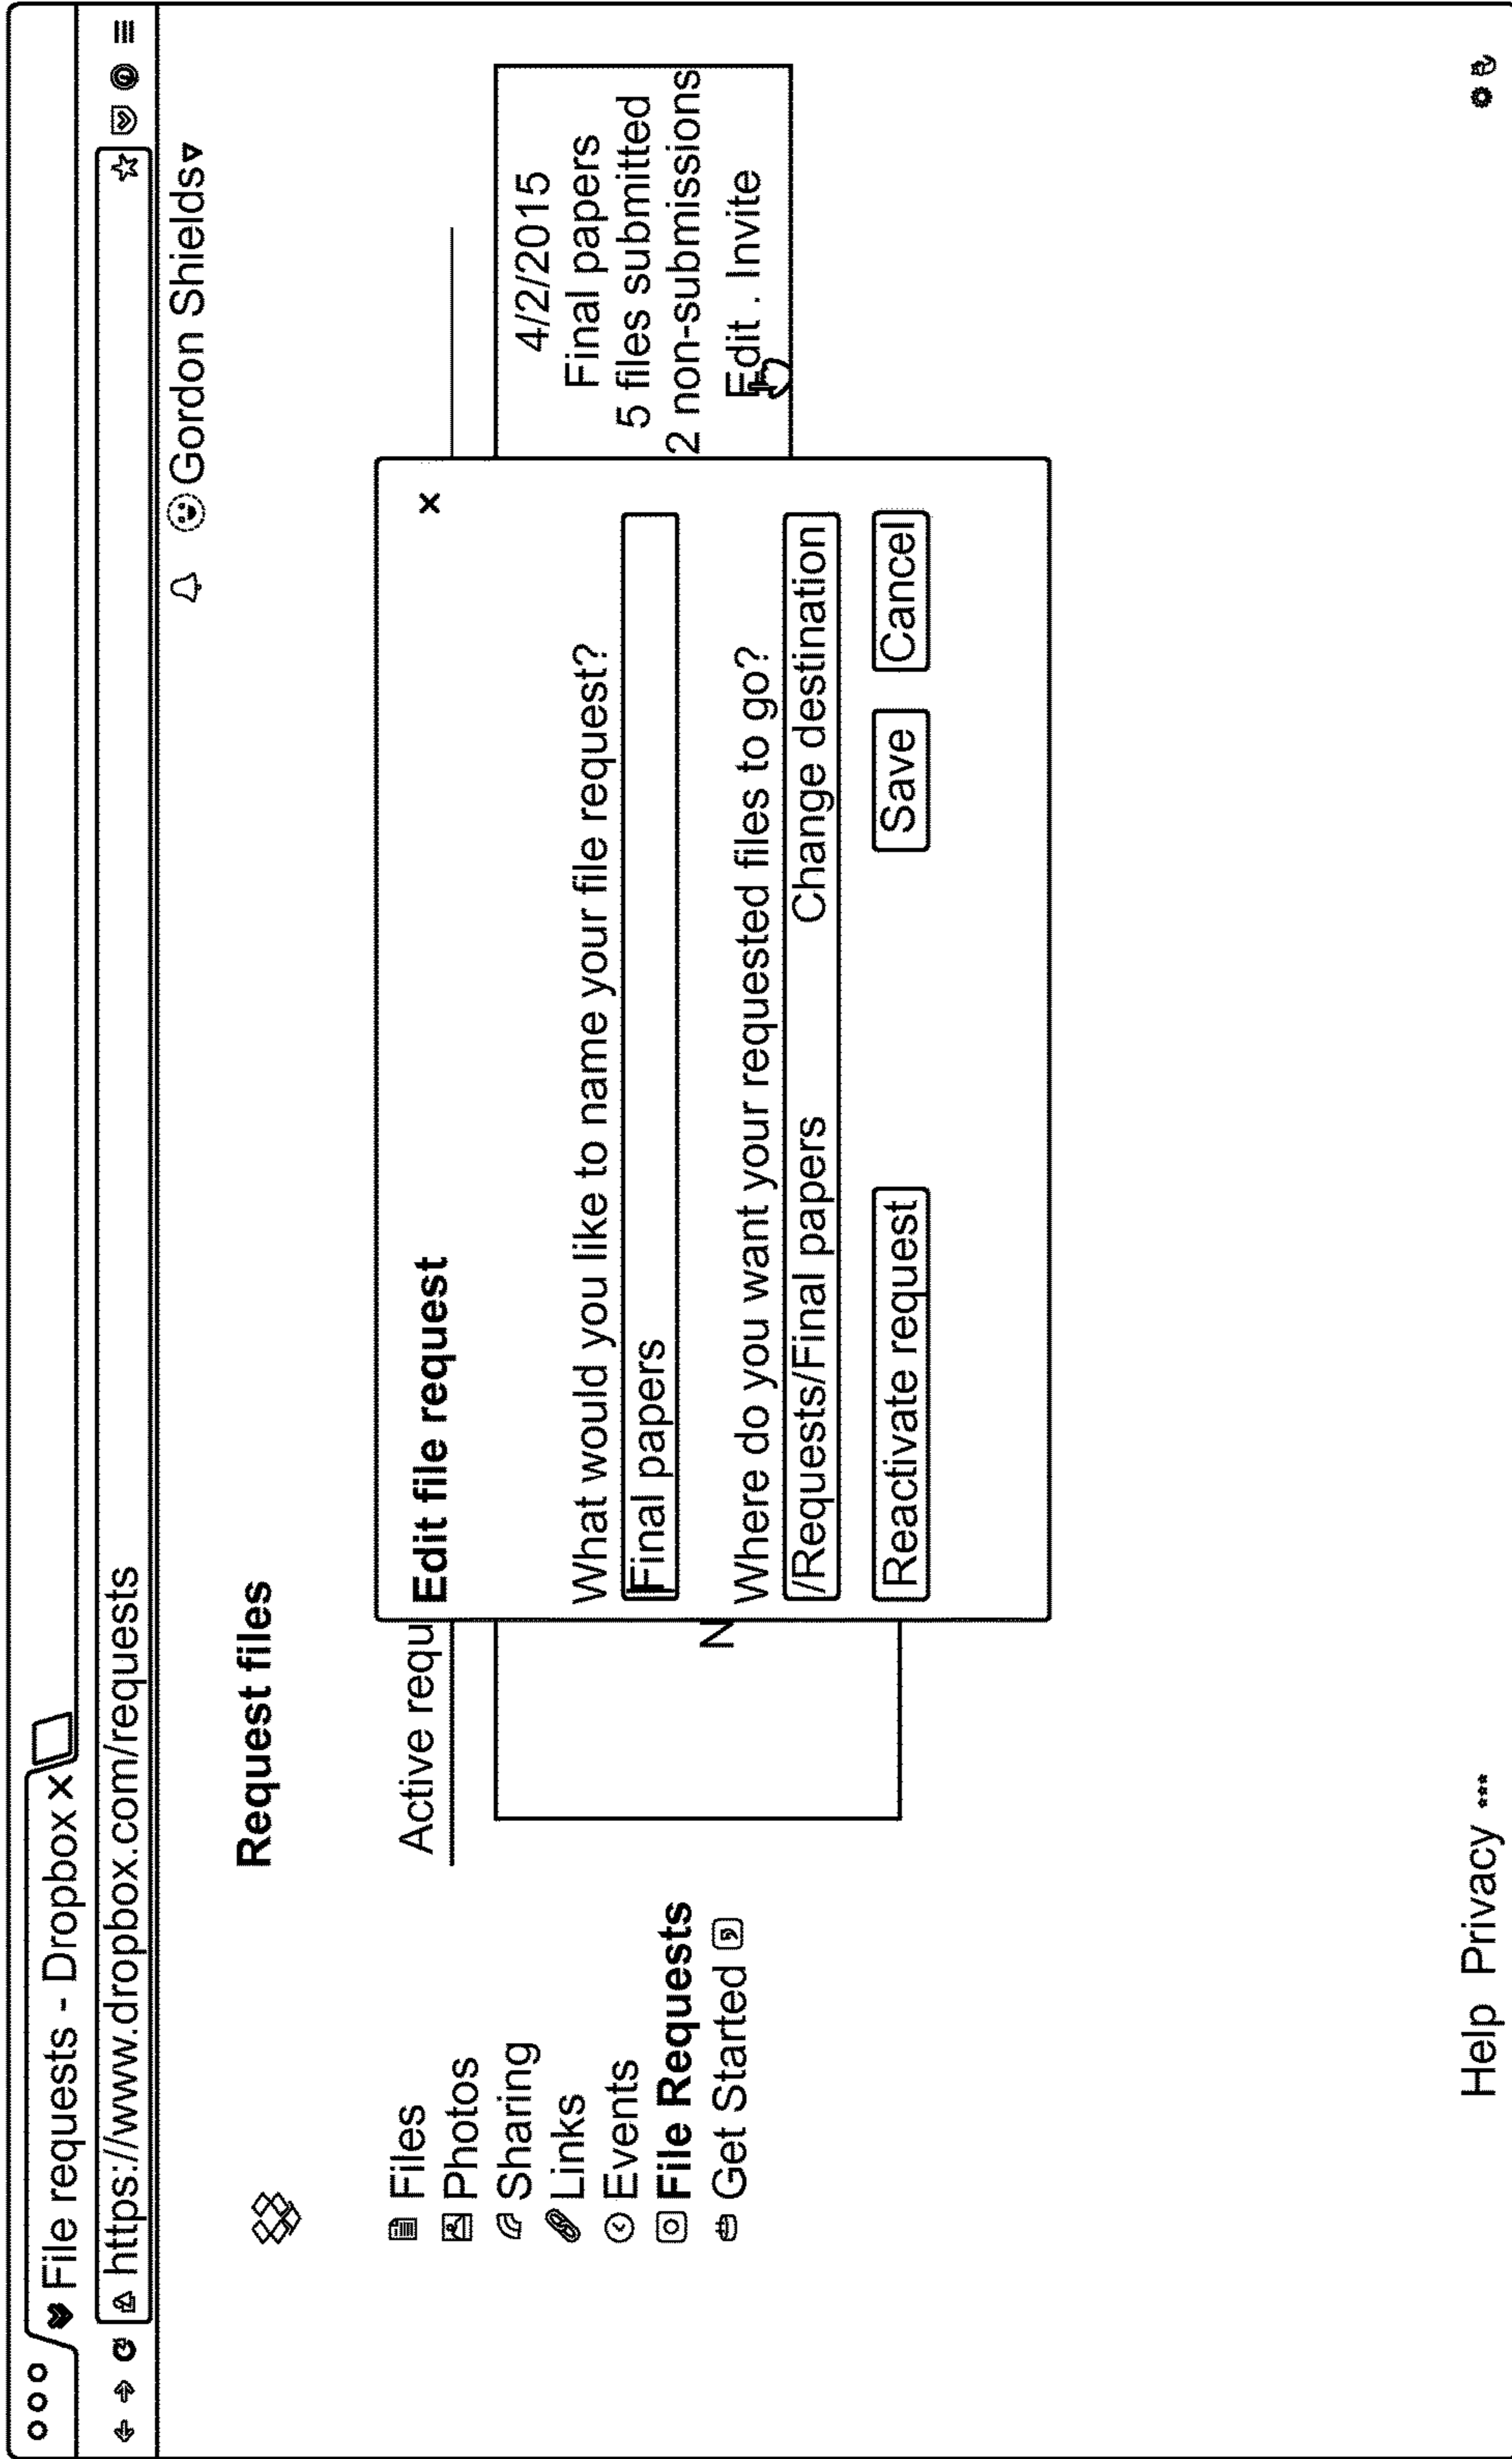 File requests - Dropbox x
https://www.dropbox.com/requests
Gordon Shields
Request files
Files
Photos
Sharing
Links
Events
File Requests
Get Started
Active requ
N
Edit file request x
What would you like to name your file request?
Final papers
Where do you want your requested files to go?
/Requests/Final papers Change destination
Reactivate request Save Cancel
4/2/2015
Final papers
5 files submitted
2 non-submissions
Edit . Invite
Help Privacy ***